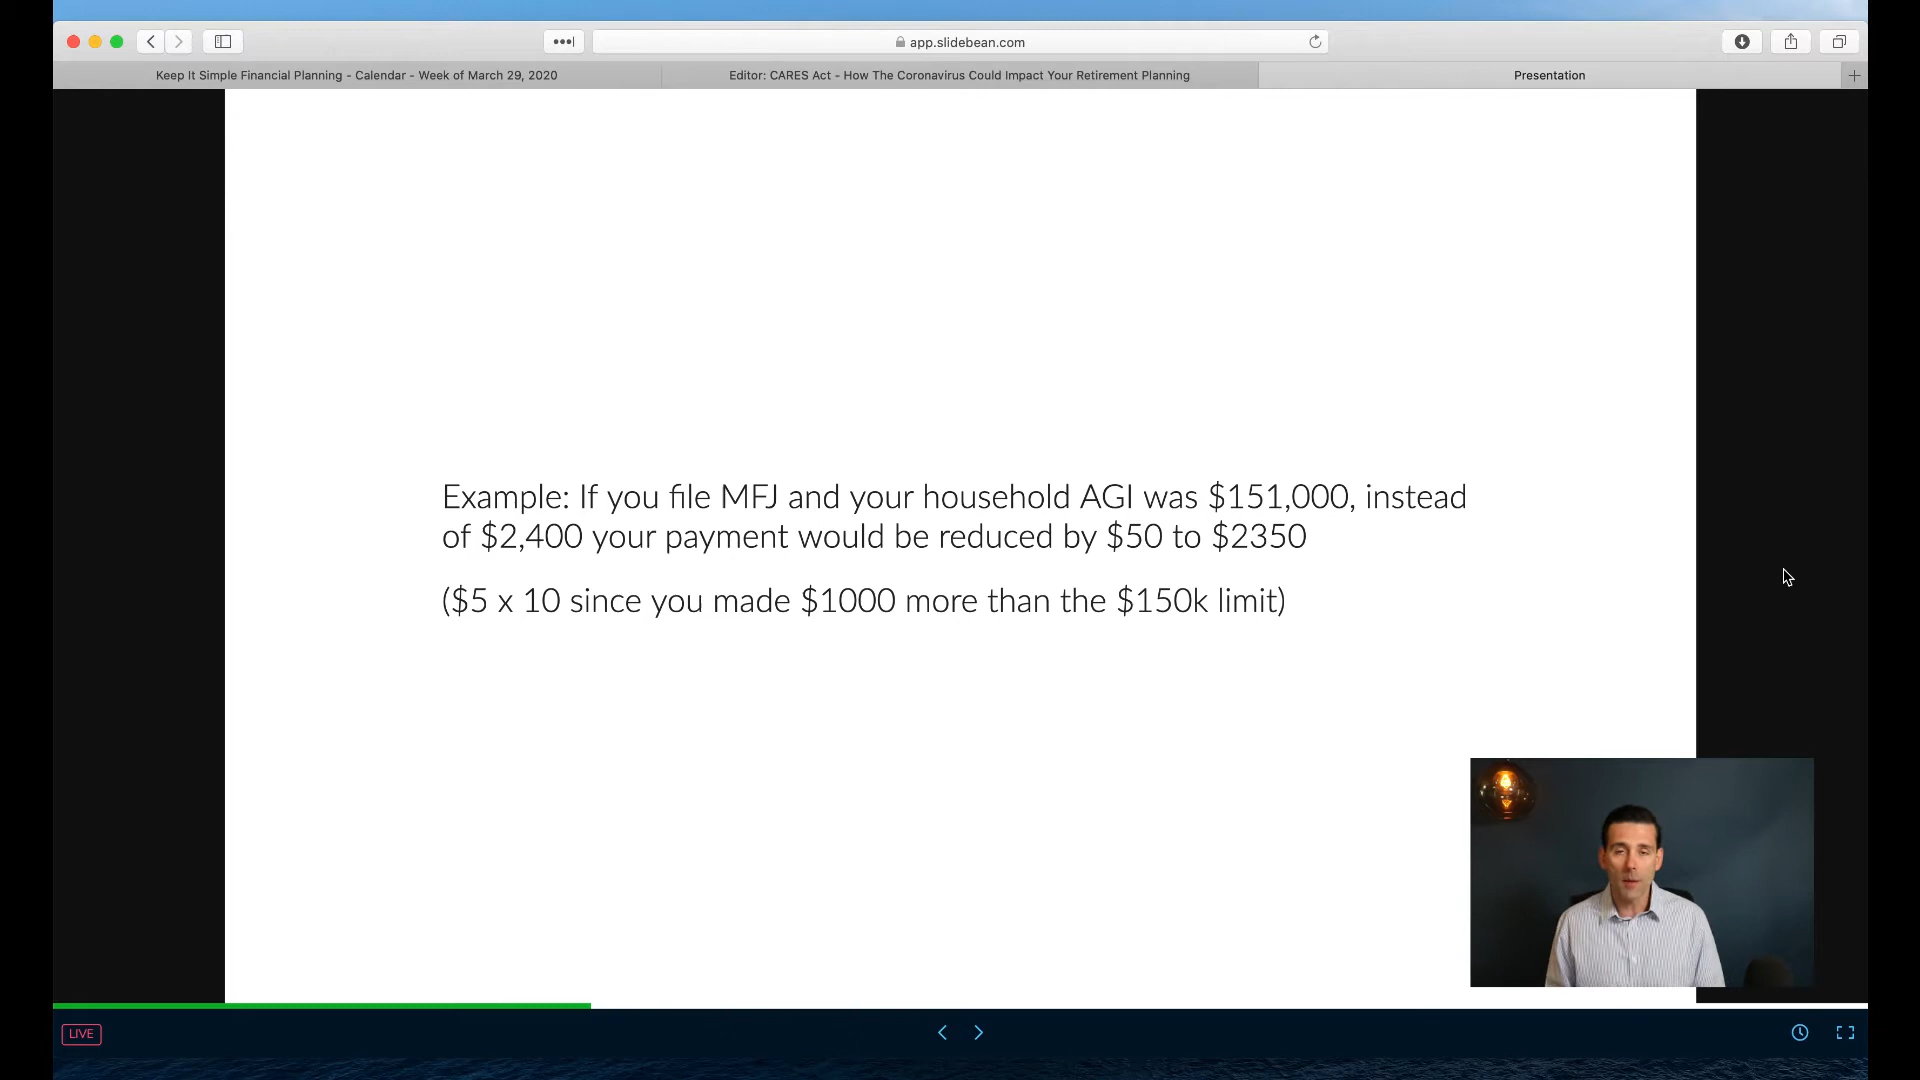 app.slidebean.com
Keep It Simple Financial Planning - Calendar - Week of March 29, 2020
Editor: CARES Act - How The Coronavirus Could Impact Your Retirement Planning
Presentation
Example: If you file MFJ and your household AGI was $151,000, instead
of $2,400 your payment would be reduced by $50 to $2350
($5 x 10 since you made $1000 more than the $150k limit)
LIVE